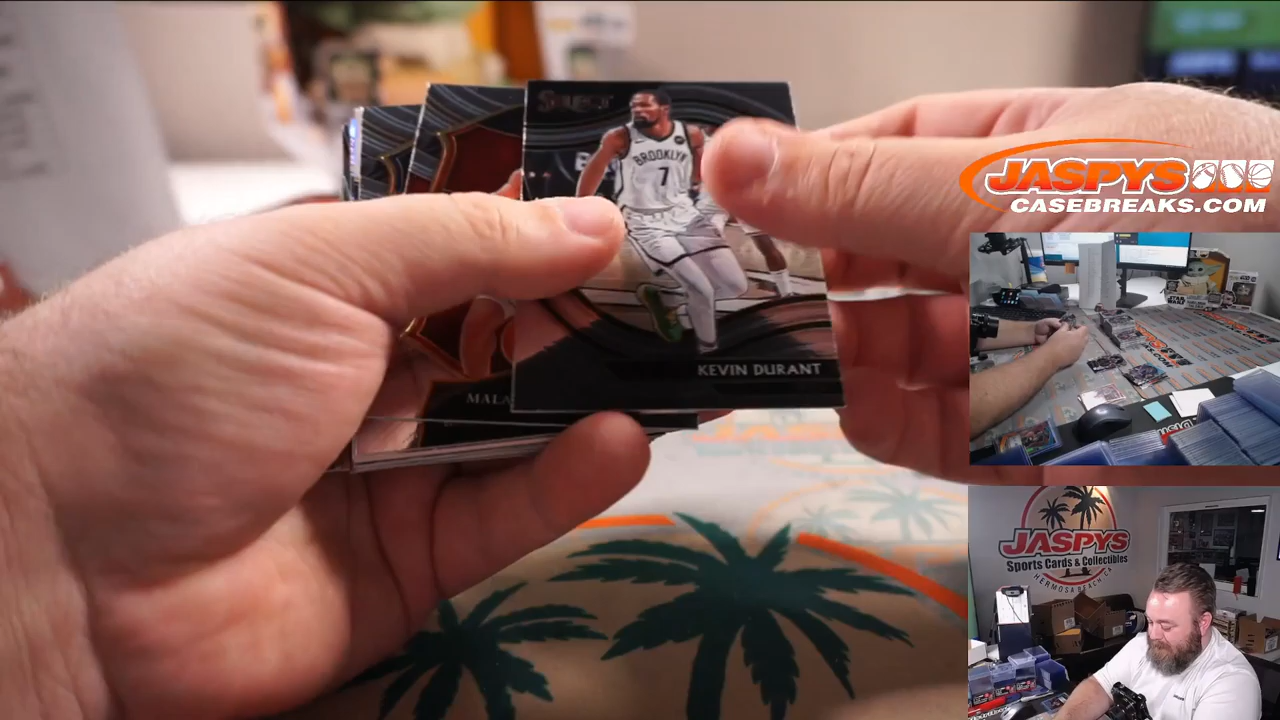 SELECT
BROOKLYN
7
KEVIN DURANT
MALA
JASPYS
CASEBREAKS.COM
JASPYS
Sports Cards & Collectibles
HERMOSA BEACH CA